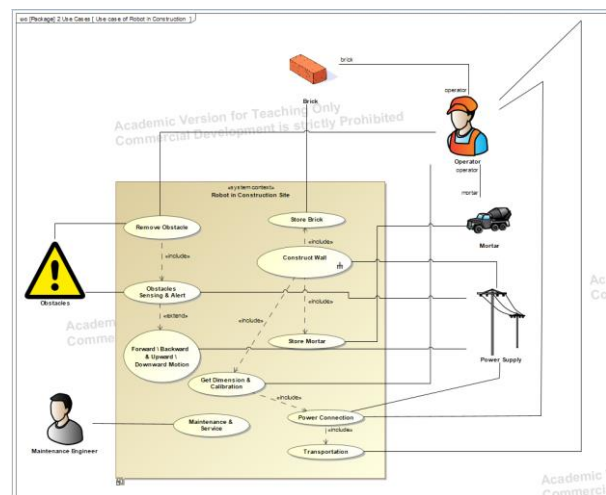 uc [Package] 2 Use Cases [ Use case of Robot in Construction ]
brick
operator
Brick
Academic Version for Teaching Only
Commercial Development is strictly Prohibited
Operator
operator
mortar
«system context»
Robot in Construction Site
Remove Obstacle
Store Brick
«include»
Mortar
«include»
Construct Wall
Obstacles
Obstacles
Sensing & Alert
«include»
«extend»
«include»
Academ
Comme
Store Mortar
Power Supply
Forward \ Backward
& Upward \
Downward Motion
Get Dimension &
Calibration
«include»
Maintenance Engineer
Maintenance &
Service
Power Connection
«include»
Transportation
Academic
Commerc
Ac
Co